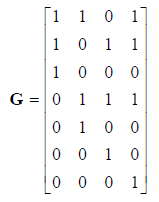 1 1 0 1
1 0 1 1
1 0 0 0
G = 0 1 1 1
0 1 0 0
0 0 1 0
0 0 0 1